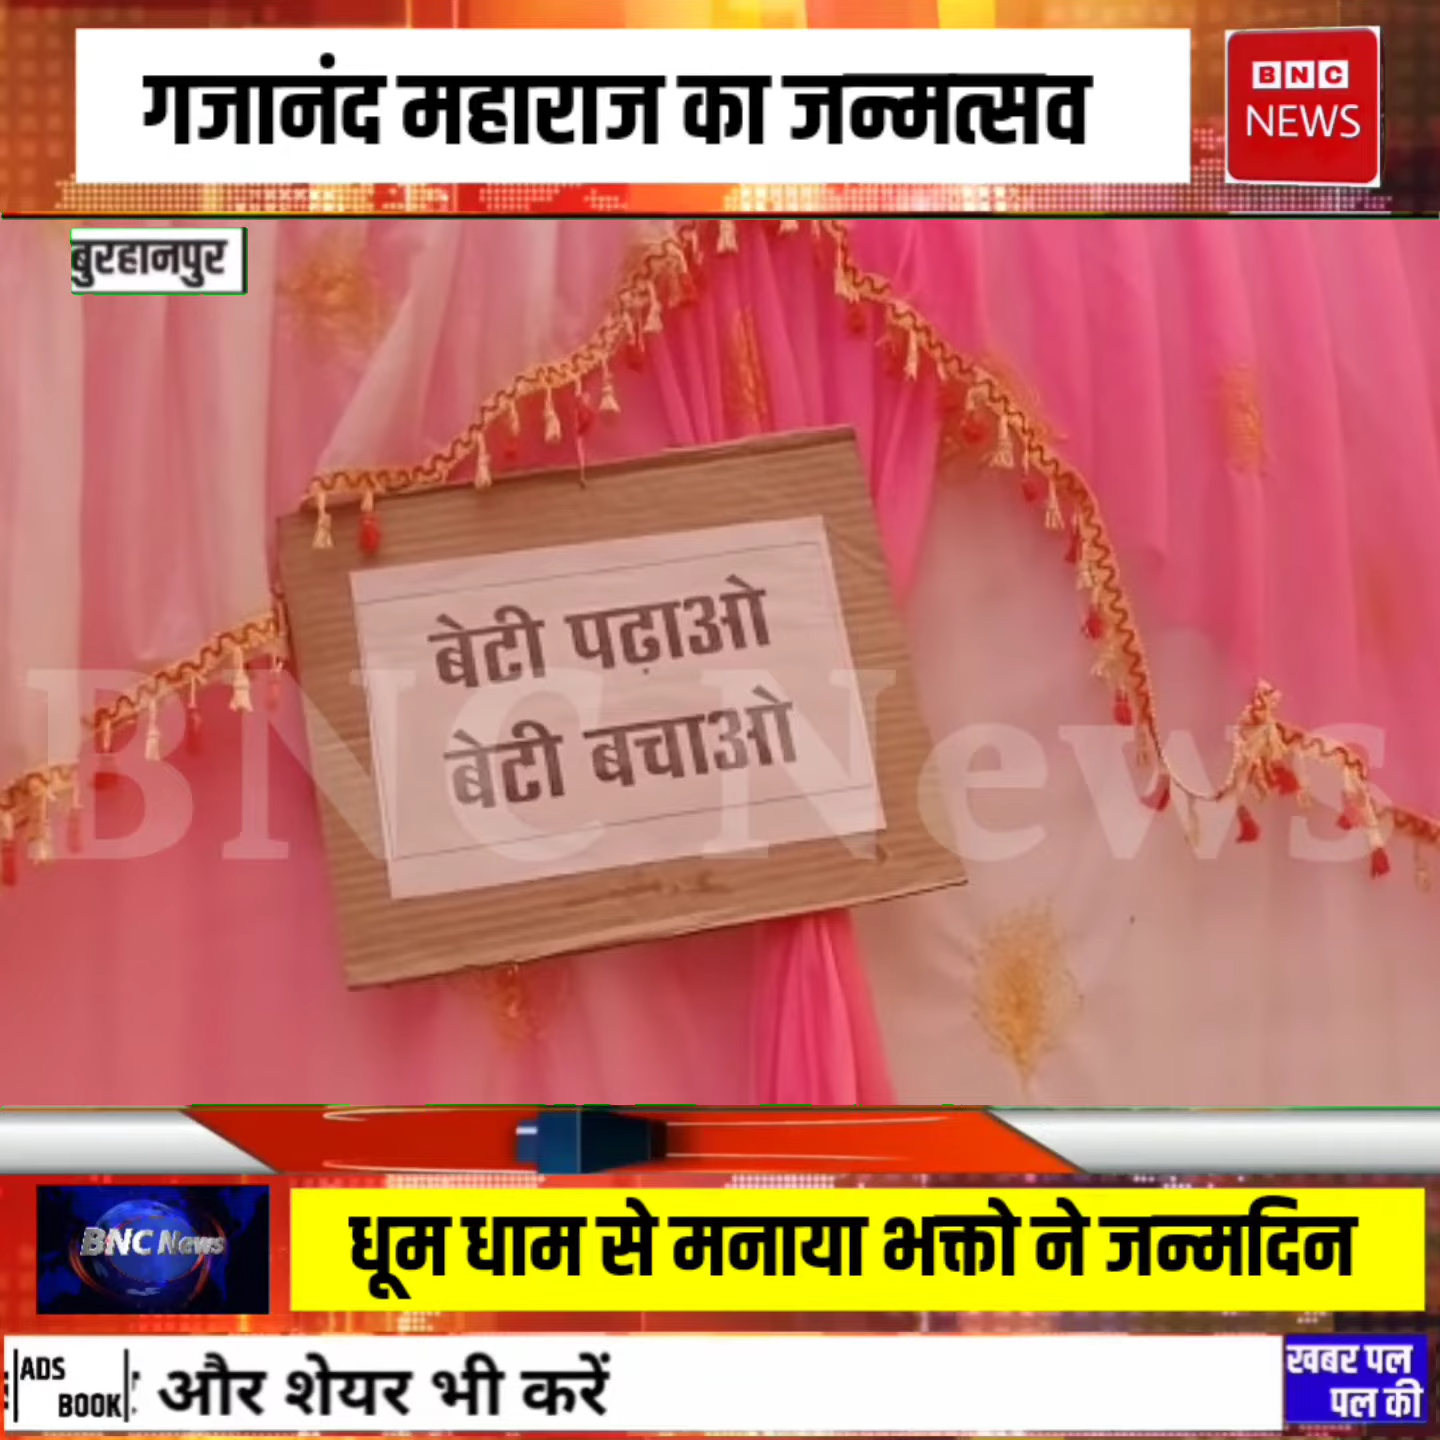 गजानंद महाराज का जन्मत्सव
BNC
NEWS
बुरहानपुर
बेटी पढ़ाओ
बेटी बचाओ
BNC News
BNC News
धूम धाम से मनाया भक्तो ने जन्मदिन
ADS
BOOK
और शेयर भी करें
खबर पल
पल की